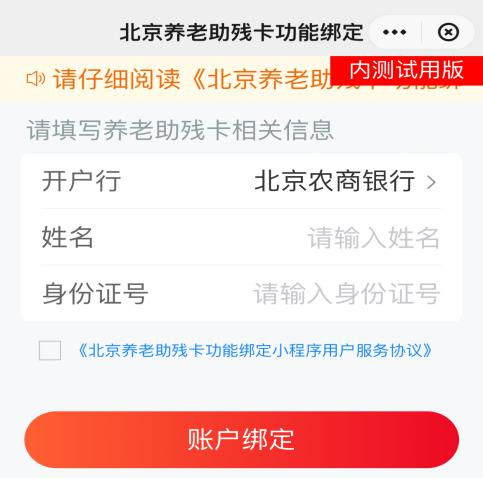 北京养老助残卡功能绑定
内测试用版
请仔细阅读《北京养老助
请填写养老助残卡相关信息
开户行 北京农商银行
姓名 请输入姓名
身份证号 请输入身份证号
《北京养老助残卡功能绑定小程序用户服务协议》
账户绑定